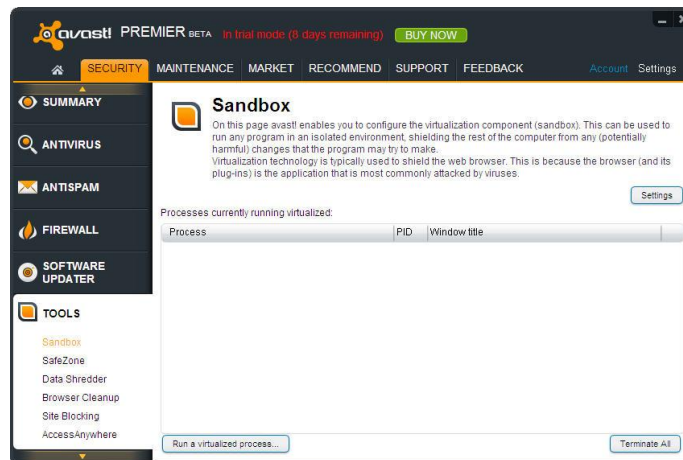 avast! PREMIER BETA In trial mode (8 days remaining) BUY NOW
SECURITY MAINTENANCE MARKET RECOMMEND SUPPORT FEEDBACK Account Settings
SUMMARY
ANTIVIRUS
ANTISPAM
FIREWALL
SOFTWARE
UPDATER
TOOLS
Sandbox
SafeZone
Data Shredder
Browser Cleanup
Site Blocking
AccessAnywhere
Sandbox
On this page avast! enables you to configure the virtualization component (sandbox). This can be used to
run any program in an isolated environment, shielding the rest of the computer from any (potentially
harmful) changes that the program may try to make.
Virtualization technology is typically used to shield the web browser. This is because the browser (and its
plug-ins) is the application that is most commonly attacked by viruses.
Settings
Processes currently running virtualized:
Process PID Window title
Run a virtualized process... Terminate All